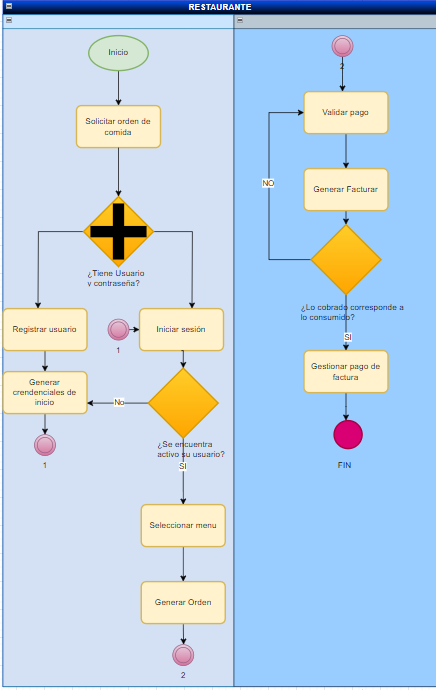 RESTAURANTE
Inicio
Solicitar orden de
comida
¿Tiene Usuario
y contraseña?
Registrar usuario
1
Iniciar sesión
Generar
crendenciales de
inicio
1
No
¿Se encuentra
activo su usuario?
SI
Seleccionar menu
Generar Orden
2
2
Validar pago
NO
Generar Facturar
¿Lo cobrado corresponde a
lo consumido?
SI
Gestionar pago de
factura
FIN